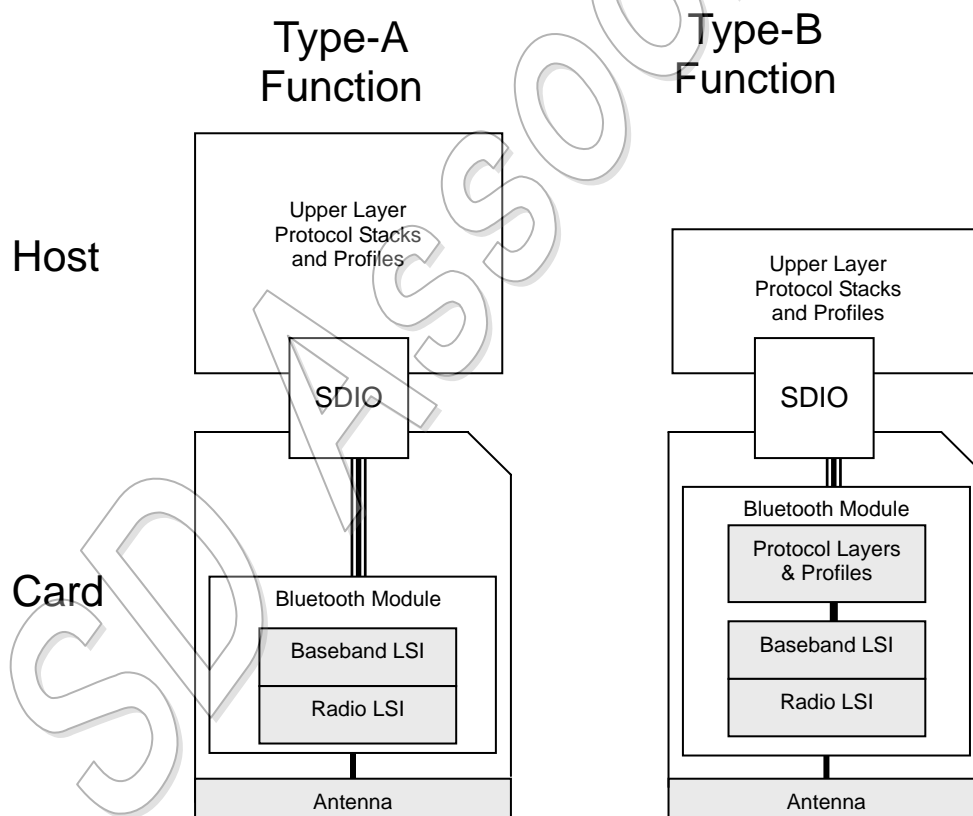 Type-A
Function
Type-B
Function
Host
Upper Layer
Protocol Stacks
and Profiles
Upper Layer
Protocol Stacks
and Profiles
SDIO
SDIO
Card
Bluetooth Module
Baseband LSI
Radio LSI
Antenna
Bluetooth Module
Protocol Layers
& Profiles
Baseband LSI
Radio LSI
Antenna
SD Asso